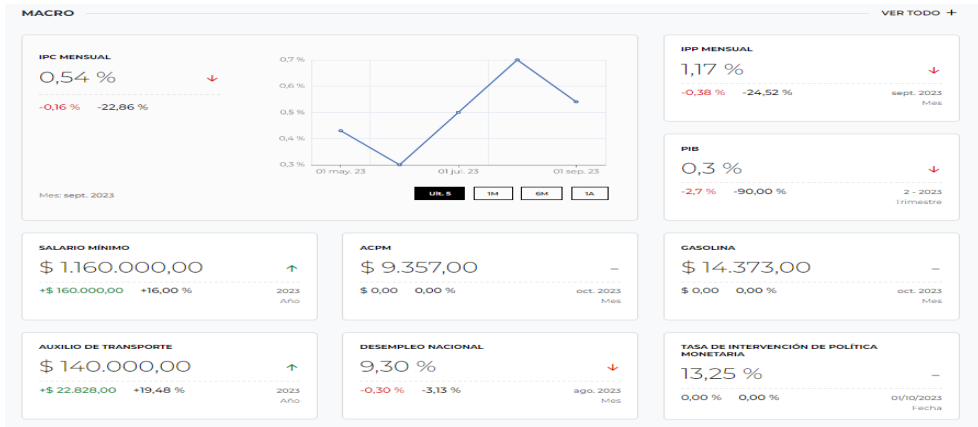 MACRO
VER TODO +
IPC MENSUAL
0,54 %
-0,16 % -22,86 %
Mes: sept. 2023
0,7 %
0,6 %
0,5 %
0,4 %
0,3 %
01 may. 23 01 jul. 23 01 sep. 23
Ult. 5 1M 6M 1A
IPP MENSUAL
1,17 %
-0,38 % -24,52 % sept. 2023
Mes
PIB
0,3 %
-2,7 % -90,00 % 2 - 2023
Trimestre
SALARIO MÍNIMO
$ 1.160.000,00
+$ 160.000,00 +16,00 % 2023
Año
ACPM
$ 9.357,00
$ 0,00 0,00 % oct. 2023
Mes
GASOLINA
$ 14.373,00
$ 0,00 0,00 % oct. 2023
Mes
AUXILIO DE TRANSPORTE
$ 140.000,00
+$ 22.828,00 +19,48 % 2023
Año
DESEMPLEO NACIONAL
9,30 %
-0,30 % -3,13 % ago. 2023
Mes
TASA DE INTERVENCIÓN DE POLÍTICA
MONETARIA
13,25 %
0,00 % 0,00 % 01/10/2023
Fecha